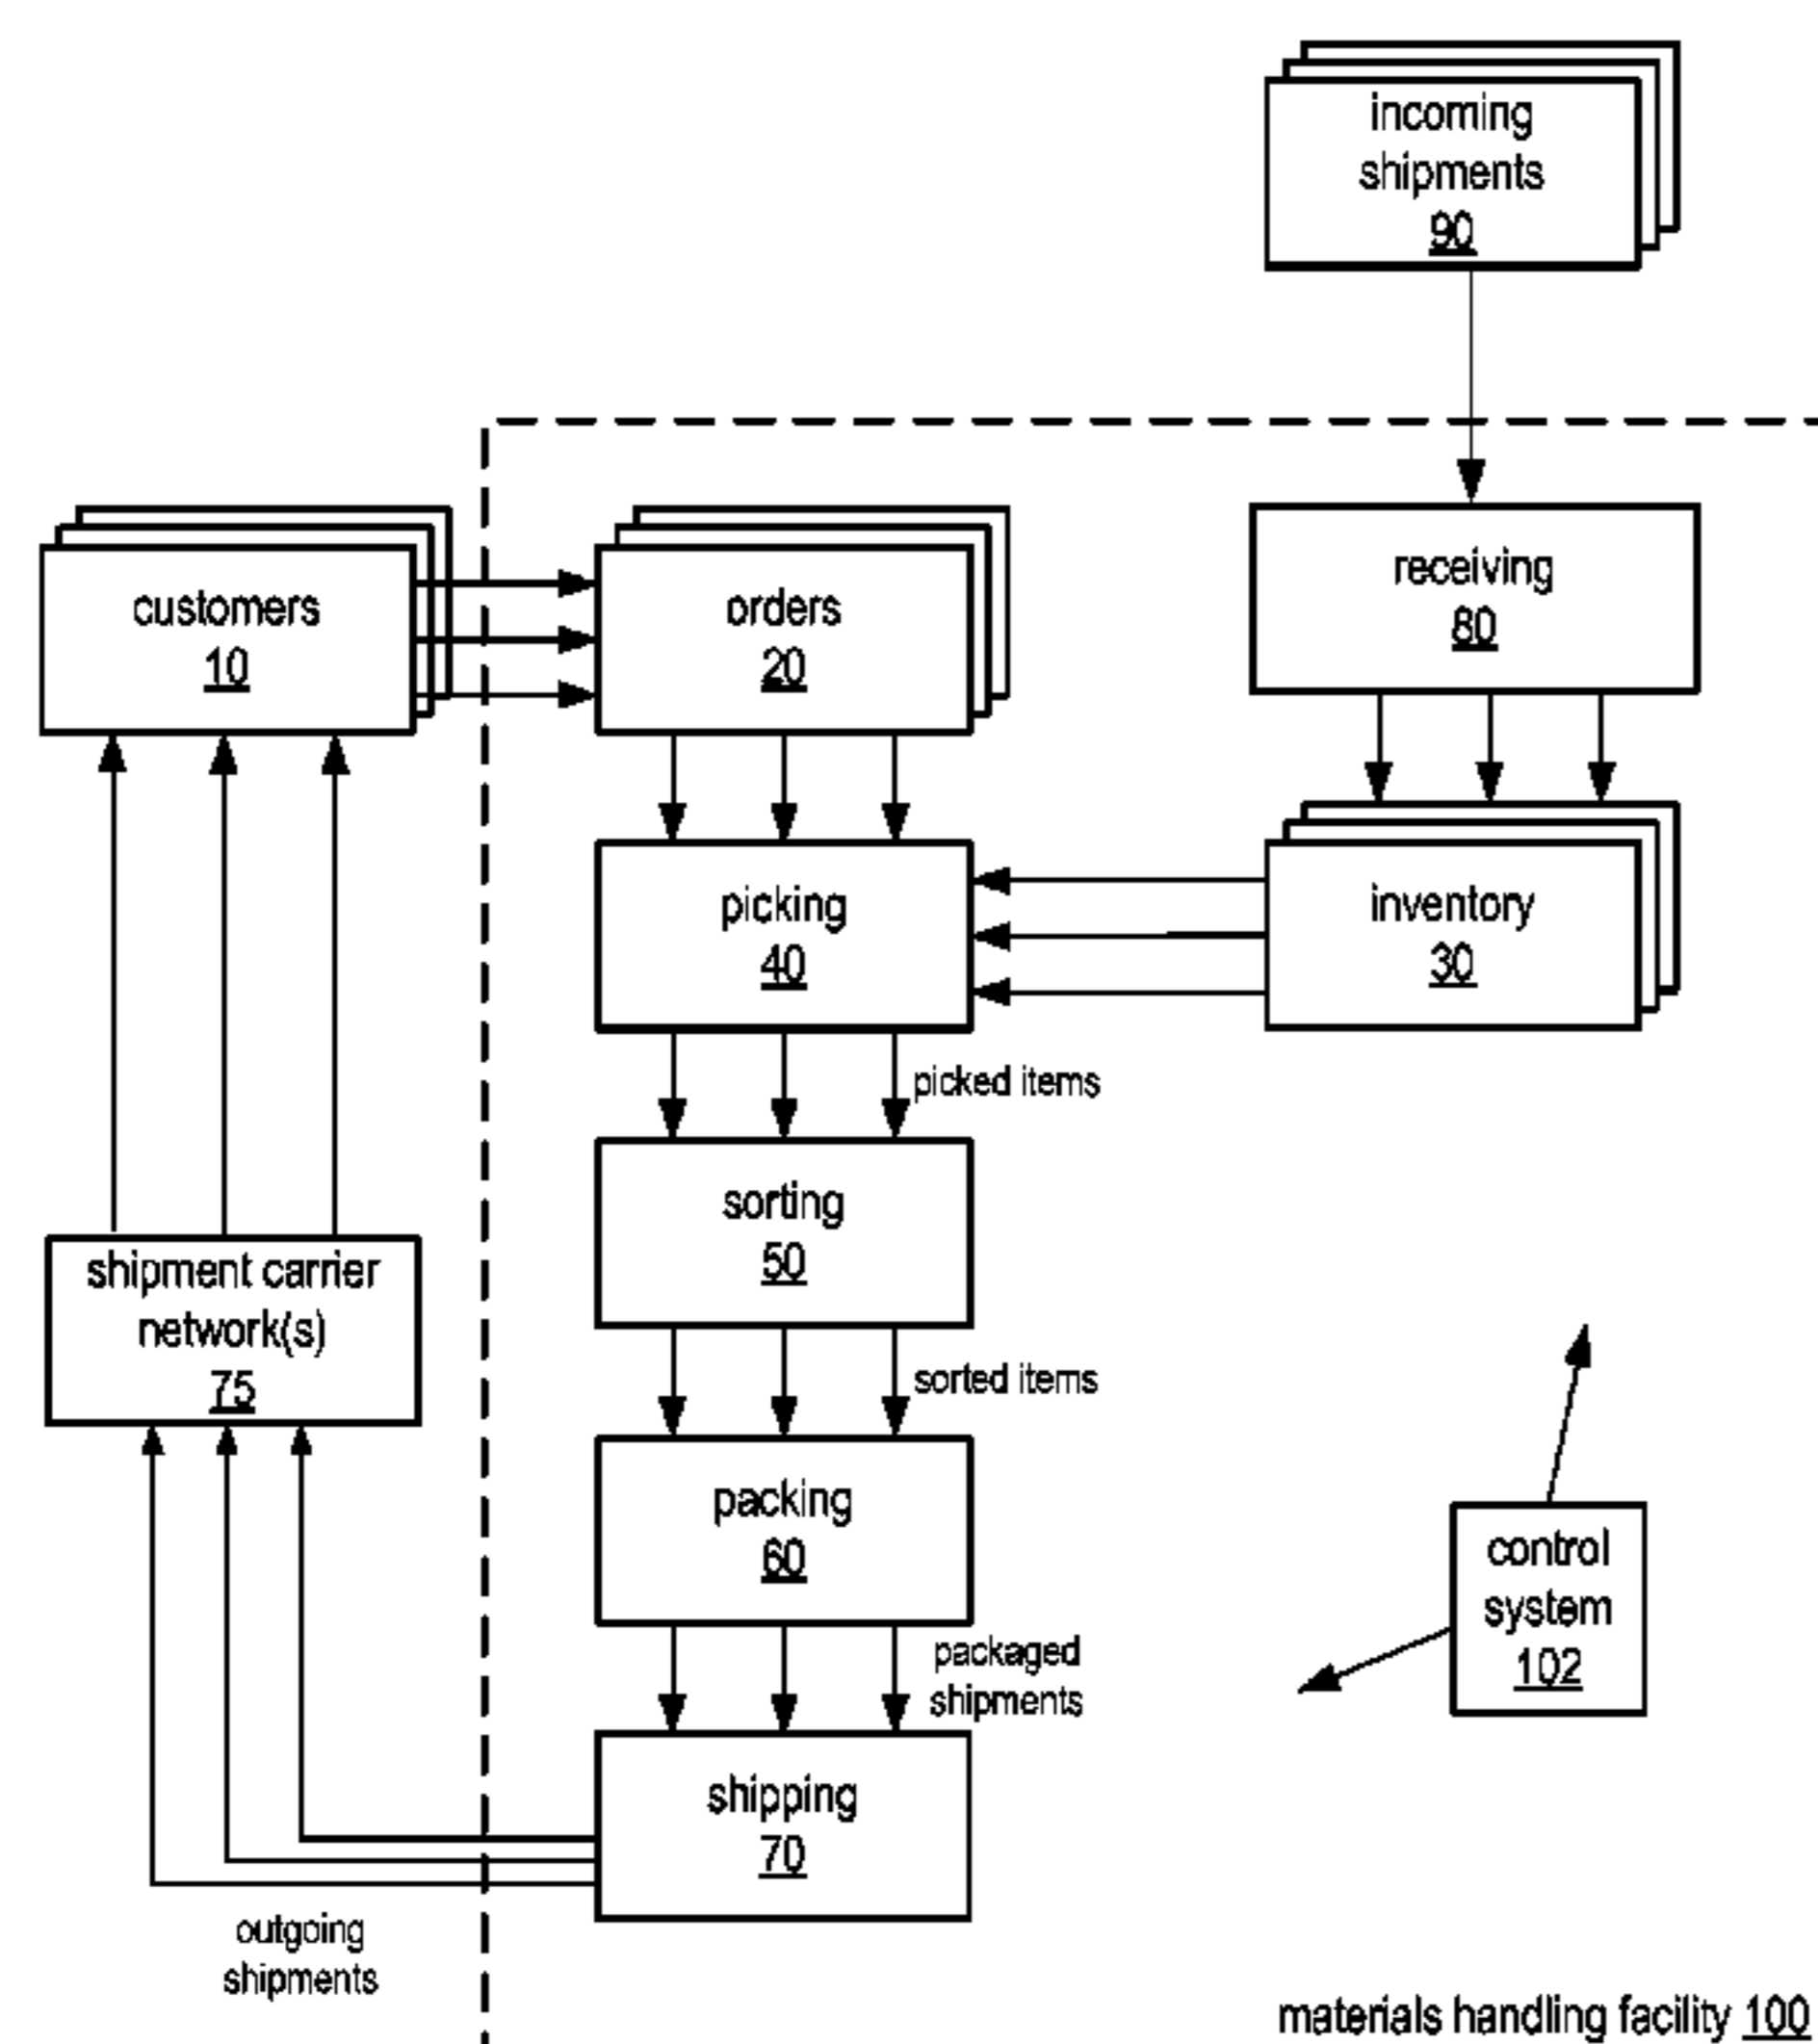 incoming
shipments
90
customers
10
orders
20
receiving
80
picking
40
inventory
30
picked items
sorting
50
shipment carrier
network(s)
75
sorted items
packing
60
control
system
102
packaged
shipments
shipping
70
outgoing
shipments
materials handling facility 100